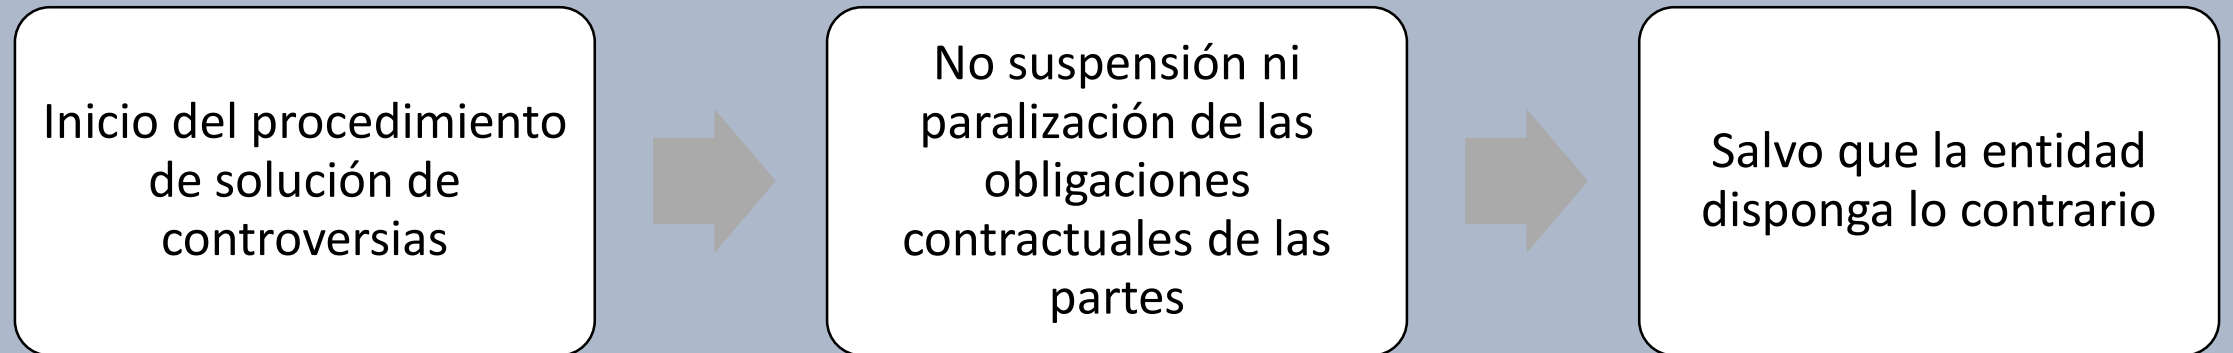 Inicio del procedimiento
de solución de
controversias
No suspensión ni
paralización de las
obligaciones
contractuales de las
partes
Salvo que la entidad
disponga lo contrario